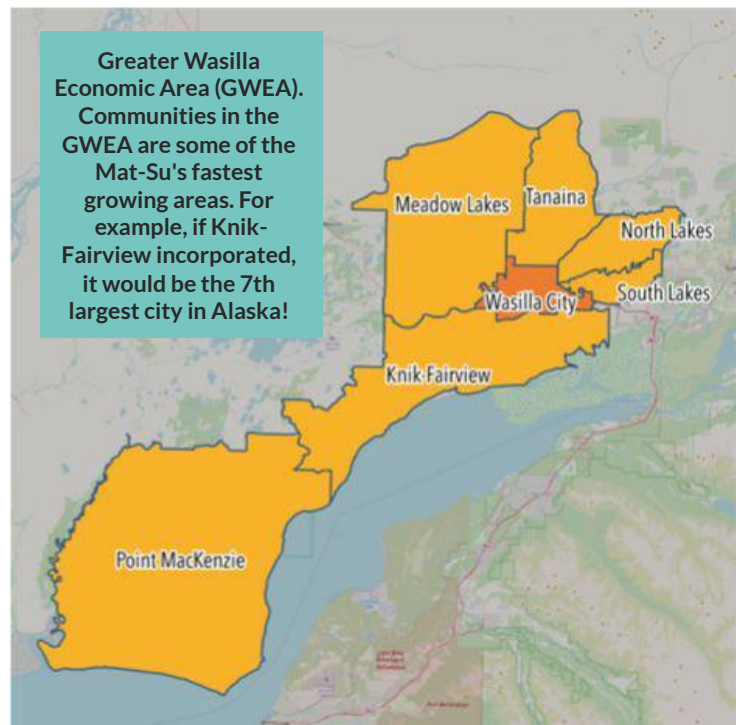 Greater Wasilla
Economic Area (GWEA).
Communities in the
GWEA are some of the
Mat-Su's fastest
growing areas. For
example, if Knik-
Fairview incorporated,
it would be the 7th
largest city in Alaska!
Meadow Lakes
Tanaina
North Lakes
South Lakes
Wasilla City
Knik-Fairview
Point MacKenzie